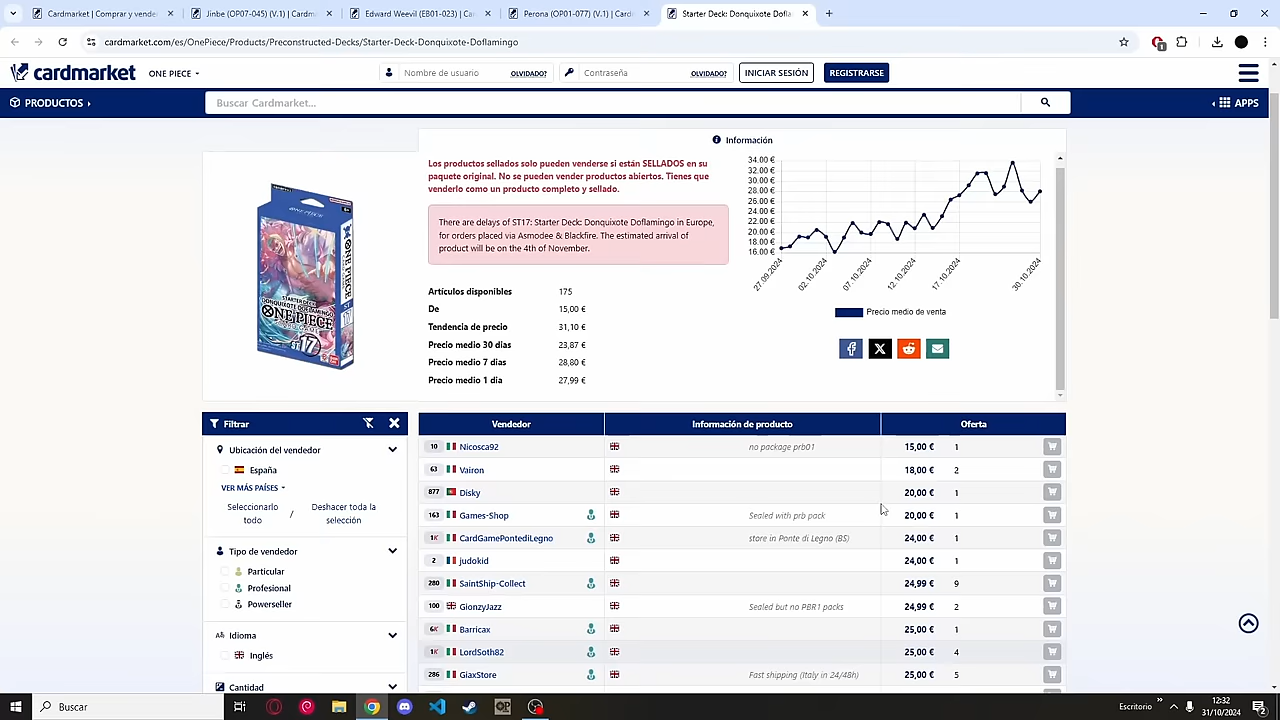 Cardmarket | Comprar y vender
Jinbe (OP07-045) (V.1) | Cardm
Edward Weevil (EB01-023) | Ca
Perona (OP01-077) (V.1) | Card
Starter Deck: Donquixote Dofla
cardmarket.com/es/OnePiece/Products/Preconstructed-Decks/Starter-Deck-Donquixote-Doflamingo
cardmarket
ONE PIECE
Nombre de usuario
OLVIDADO?
Contraseña
OLVIDADO?
INICIAR SESIÓN
REGISTRARSE
PRODUCTOS
Buscar Cardmarket...
APPS
Información
Los productos sellados solo pueden venderse si están SELLADOS en su
paquete original. No se pueden vender productos abiertos. Tienes que
venderlo como un producto completo y sellado.
There are delays of ST17: Starter Deck: Donquixote Doflamingo in Europe,
for orders placed via Asmodee & Blackfire. The estimated arrival of
product will be on the 4th of November.
Artículos disponibles 175
De 15,00 €
Tendencia de precio 31,10 €
Precio medio 30 días 23,87 €
Precio medio 7 días 28,80 €
Precio medio 1 día 27,99 €
34.00 €
32.00 €
30.00 €
28.00 €
26.00 €
24.00 €
22.00 €
20.00 €
18.00 €
16.00 €
27.09.2024
02.10.2024
07.10.2024
12.10.2024
17.10.2024
30.10.2024
Precio medio de venta
STARTER DECK
DONQUIXOTE DOFLAMINGO
ONE PIECE
ST17
Filtrar
Ubicación del vendedor
España
VER MÁS PAÍSES
Seleccionarlo todo / Deshacer toda la selección
Tipo de vendedor
Particular
Profesional
Powerseller
Idioma
Inglés
Cantidad
Vendedor Información de producto Oferta
10 Nicosca92 no package prb01 15,00 € 1
63 Vairon 18,00 € 2
877 Disky 20,00 € 1
163 Games-Shop Sealed with prb pack 20,00 € 1
1K CardGamePontediLegno store in Ponte di Legno (BS) 24,00 € 1
2 judokid 24,00 € 1
280 SaintShip-Collect 24,99 € 9
100 GionzyJazz Sealed but no PBR1 packs 24,99 € 2
6K Barricax 25,00 € 1
1K LordSoth82 25,00 € 4
286 GiaxStore Fast shipping (Italy in 24/48h) 25,00 € 5
Buscar
Escritorio
12:32
31/10/2024
2